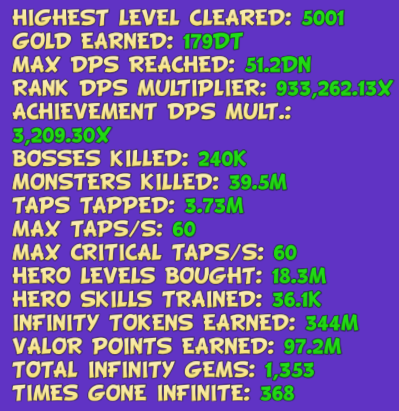 HIGHEST LEVEL CLEARED: 5001
GOLD EARNED: 179DT
MAX DPS REACHED: 51.2DN
RANK DPS MULTIPLIER: 933,262.13X
ACHIEVEMENT DPS MULT.:
3,209.30X
BOSSES KILLED: 240K
MONSTERS KILLED: 39.5M
TAPS TAPPED: 3.73M
MAX TAPS/S: 60
MAX CRITICAL TAPS/S: 60
HERO LEVELS BOUGHT: 18.3M
HERO SKILLS TRAINED: 36.1K
INFINITY TOKENS EARNED: 344M
VALOR POINTS EARNED: 97.2M
TOTAL INFINITY GEMS: 1,353
TIMES GONE INFINITE: 368